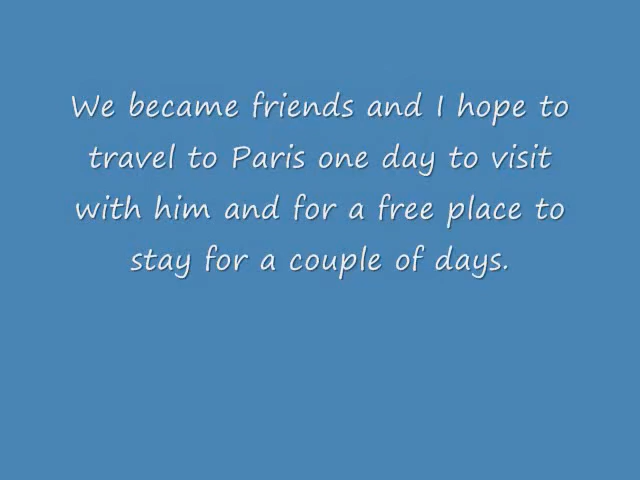 We became friends and I hope to
travel to Paris one day to visit
with him and for a free place to
stay for a couple of days.